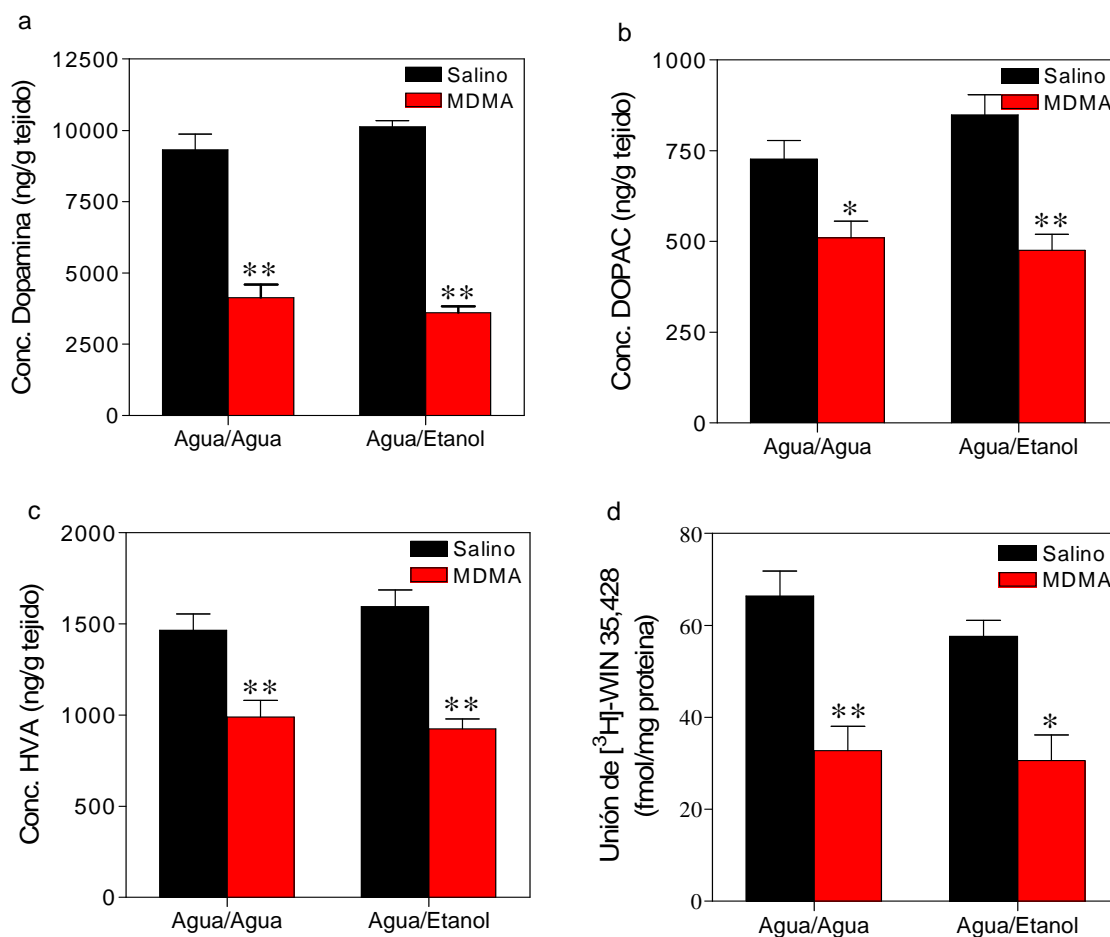 a
Conc. Dopamina (ng/g tejido)
12500
10000
7500
5000
2500
0
Salino
MDMA
**
**
Agua/Agua
Agua/Etanol
b
Conc. DOPAC (ng/g tejido)
1000
750
500
250
0
Salino
MDMA
*
**
Agua/Agua
Agua/Etanol
c
Conc. HVA (ng/g tejido)
2000
1500
1000
500
0
Salino
MDMA
**
**
Agua/Agua
Agua/Etanol
d
Unión de [³H]-WIN 35,428
(fmol/mg proteina)
80
60
40
20
0
Salino
MDMA
**
*
Agua/Agua
Agua/Etanol